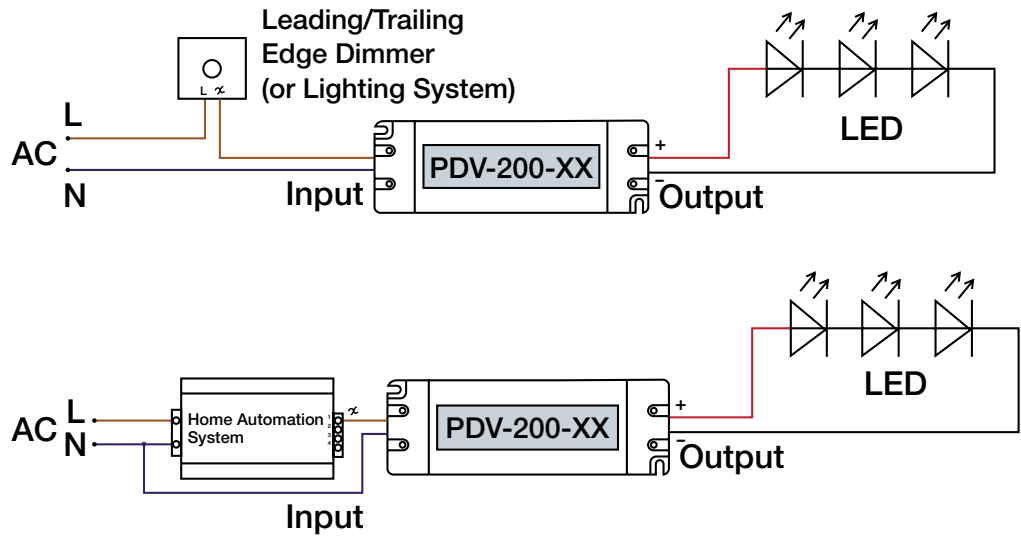 Leading/Trailing
Edge Dimmer
(or Lighting System)
L
L
AC
N
Input
PDV-200-XX
+
−
Output
LED
AC
L
N
Home Automation
System
1
2
3
4
Input
PDV-200-XX
+
−
Output
LED